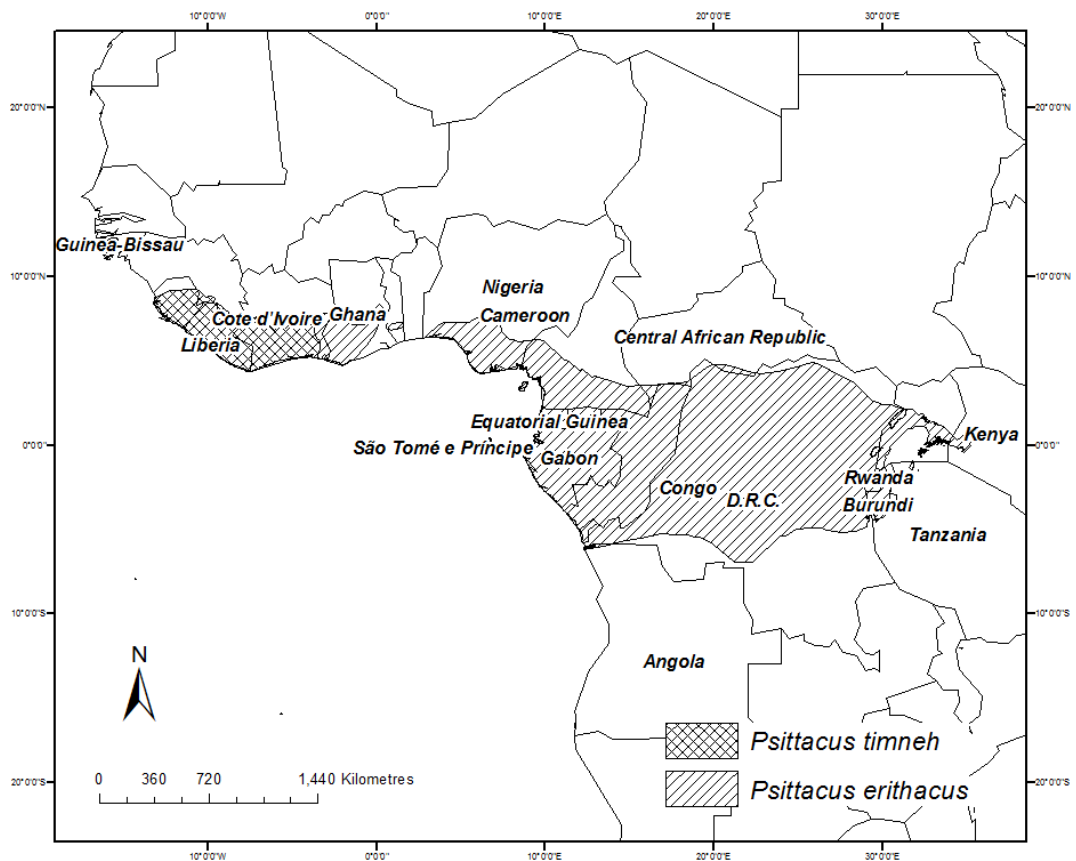 10°0'0"W 0°0'0" 10°0'0"E 20°0'0"E 30°0'0"E
20°0'0"N 20°0'0"N
Guinea-Bissau
10°0'0"N 10°0'0"N
Nigeria
Cote d'Ivoire Ghana Cameroon
Liberia Central African Republic
Equatorial Guinea Kenya
0°0'0" São Tomé e Príncipe Gabon 0°0'0"
Congo D.R.C. Rwanda
Burundi
Tanzania
10°0'0"S 10°0'0"S
Angola
N
Psittacus timneh
0 360 720 1,440 Kilometres
20°0'0"S Psittacus erithacus 20°0'0"S
10°0'0"W 0°0'0" 10°0'0"E 20°0'0"E 30°0'0"E